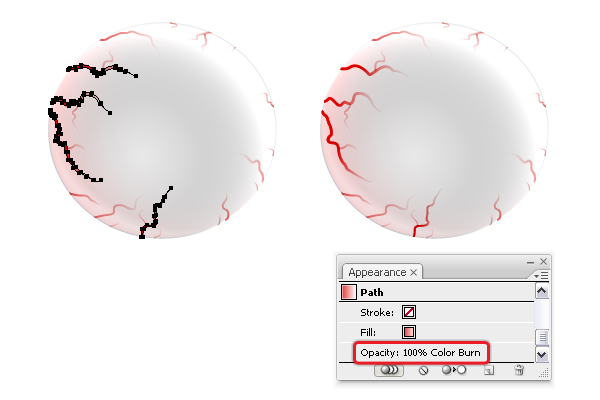 Appearance
Path
Stroke:
Fill:
Opacity: 100% Color Burn